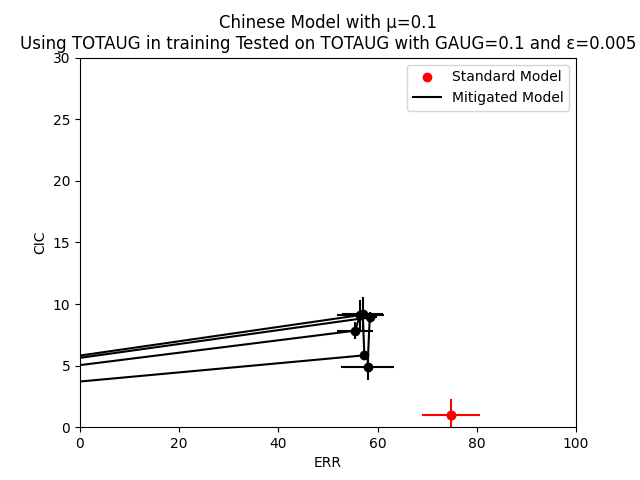 Chinese Model with μ=0.1
Using TOTAUG in training Tested on TOTAUG with GAUG=0.1 and ε=0.005
Standard Model
Mitigated Model
30
25
20
15
10
5
0
CIC
0 20 40 60 80 100
ERR